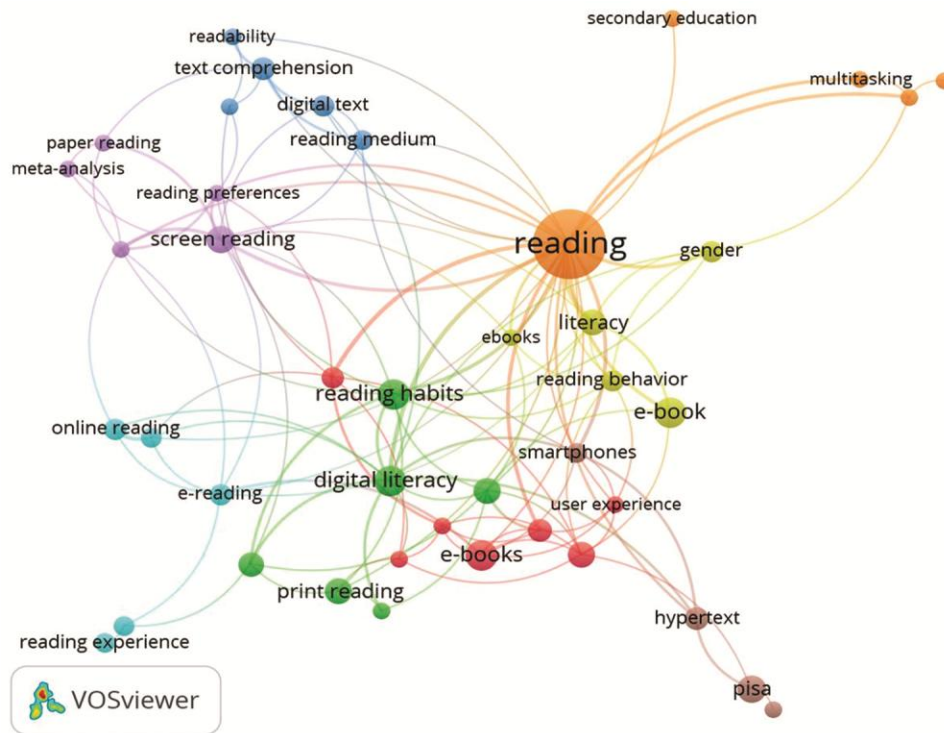 secondary education
readability
text comprehension
multitasking
digital text
reading medium
paper reading
meta-analysis
reading preferences
screen reading
reading
gender
literacy
ebooks
reading behavior
reading habits
e-book
online reading
smartphones
digital literacy
e-reading
user experience
e-books
print reading
hypertext
reading experience
pisa
VOSviewer